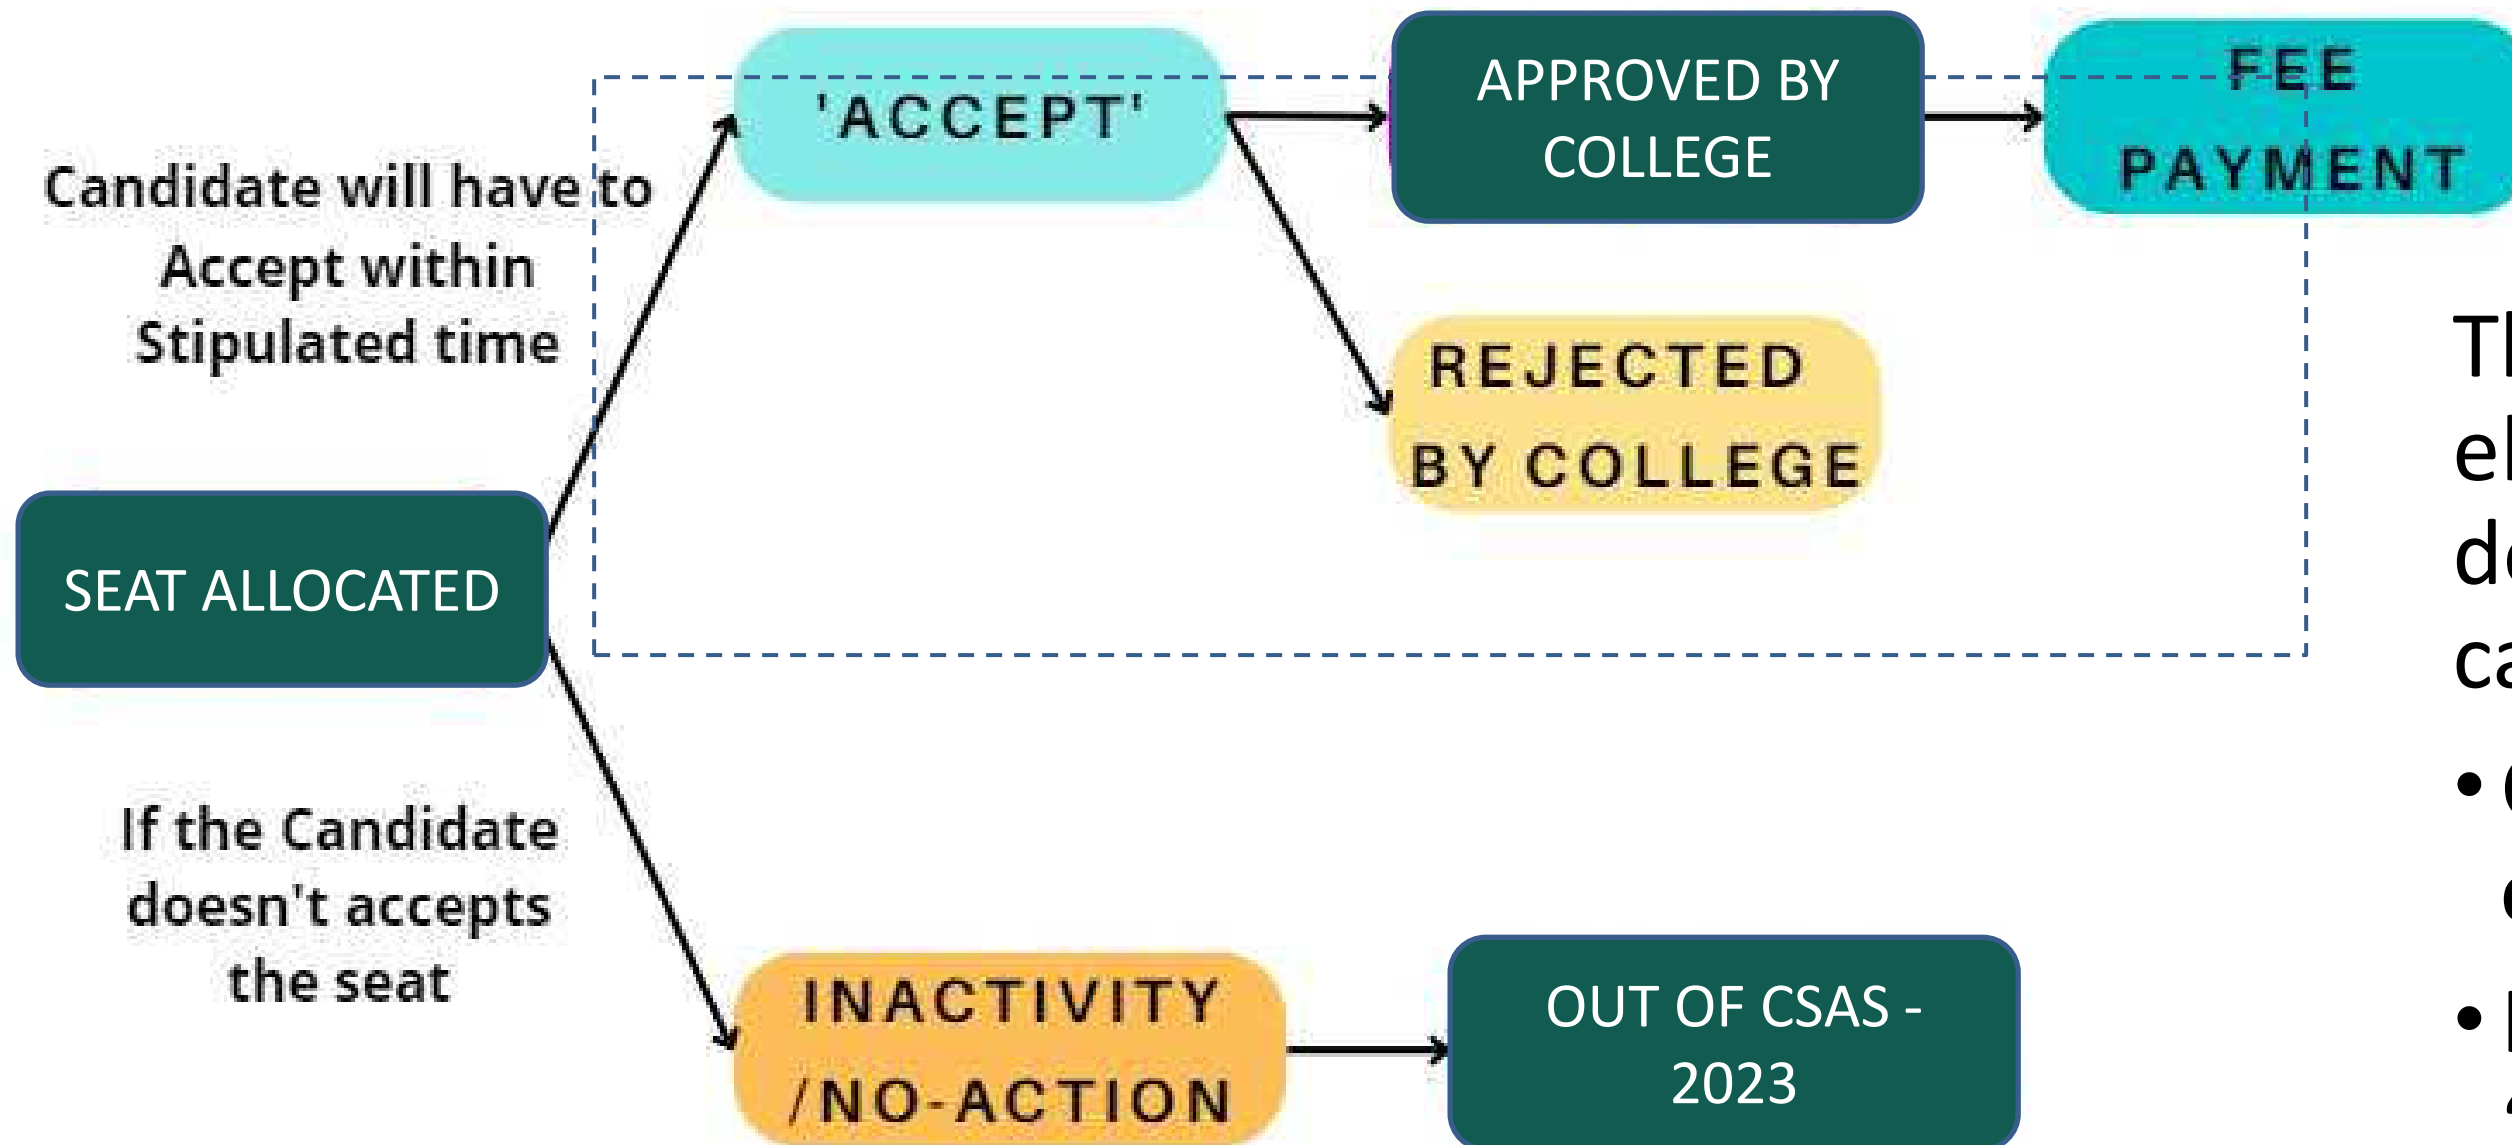 'ACCEPT'
APPROVED BY
COLLEGE
FEE
PAYMENT
Candidate will have to
Accept within
Stipulated time
REJECTED
BY COLLEGE
SEAT ALLOCATED
If the Candidate
doesn't accepts
the seat
INACTIVITY
/NO-ACTION
OUT OF CSAS -
2023